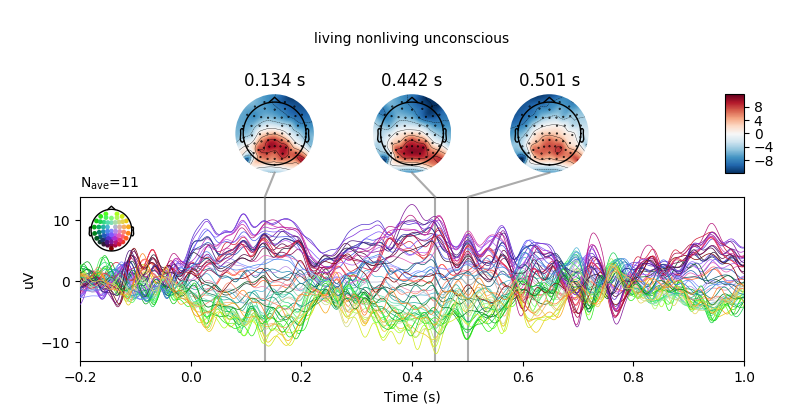 living nonliving unconscious
0.134 s 0.442 s 0.501 s
8
4
0
−4
−8
Nave=11
10
0
−10
uV
−0.2 0.0 0.2 0.4 0.6 0.8 1.0
Time (s)